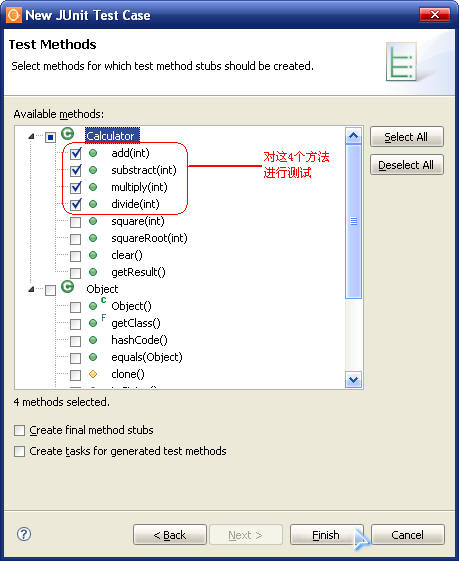 New JUnit Test Case
Test Methods
Select methods for which test method stubs should be created.
Available methods:
Calculator
add(int)
substract(int)
multiply(int)
divide(int)
square(int)
squareRoot(int)
clear()
getResult()
Object
Object()
getClass()
hashCode()
equals(Object)
clone()
对这4个方法
进行测试
Select All
Deselect All
4 methods selected.
Create final method stubs
Create tasks for generated test methods
< Back
Next >
Finish
Cancel